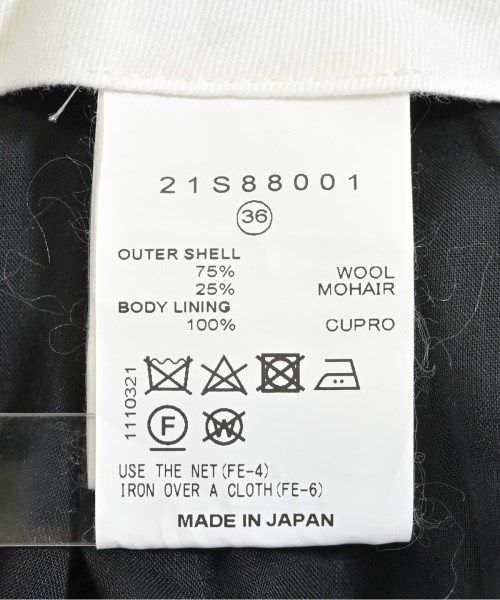 21S88001
36
OUTER SHELL
75% WOOL
25% MOHAIR
BODY LINING
100% CUPRO
1110321
F W
USE THE NET(FE-4)
IRON OVER A CLOTH(FE-6)
MADE IN JAPAN